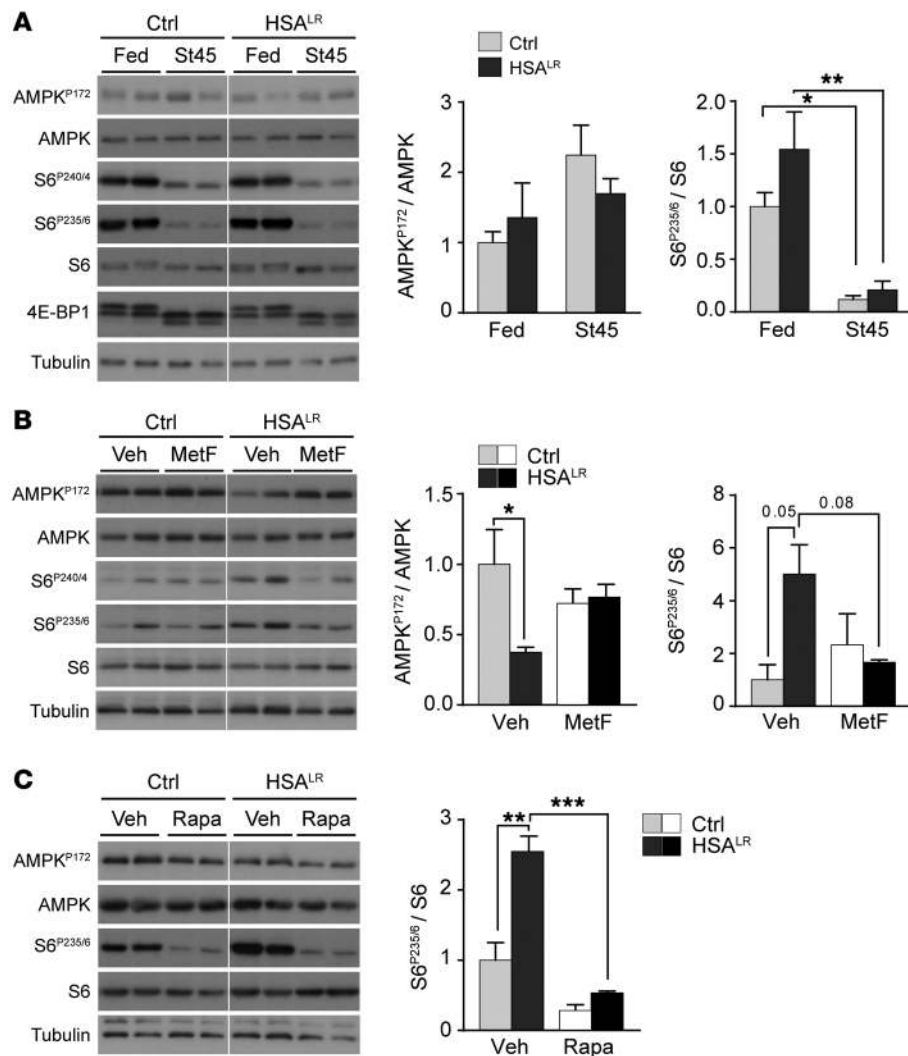 A
Ctrl HSA^LR
Fed St45 Fed St45
AMPK^P172
AMPK
S6^P240/4
S6^P235/6
S6
4E-BP1
Tubulin
Ctrl
HSA^LR
AMPK^P172 / AMPK
3
2
1
0
Fed St45
S6^P235/6 / S6
2.0
1.5
1.0
0.5
0.0
* **
Fed St45
B
Ctrl HSA^LR
Veh MetF Veh MetF
AMPK^P172
AMPK
S6^P240/4
S6^P235/6
S6
Tubulin
Ctrl
HSA^LR
AMPK^P172 / AMPK
1.5
1.0
0.5
0.0
*
Veh MetF
S6^P235/6 / S6
8
6
4
2
0
0.05 0.08
Veh MetF
C
Ctrl HSA^LR
Veh Rapa Veh Rapa
AMPK^P172
AMPK
S6^P235/6
S6
Tubulin
S6^P235/6 / S6
3
2
1
0
** ***
Veh Rapa
Ctrl
HSA^LR